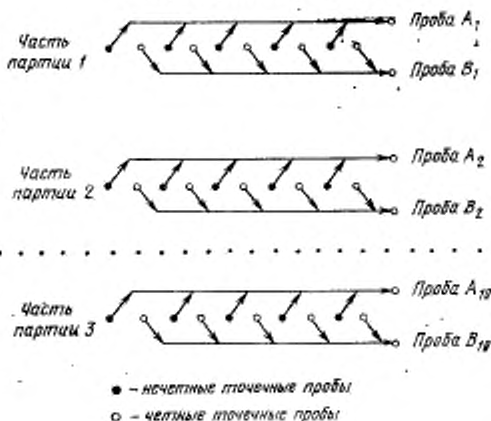 Часть партии 1
Проба A₁
Проба B₁
Часть партии 2
Проба A₂
Проба B₂
Часть партии 3
Проба A₁₀
Проба B₁₀
● – нечетные точечные пробы
○ – четные точечные пробы